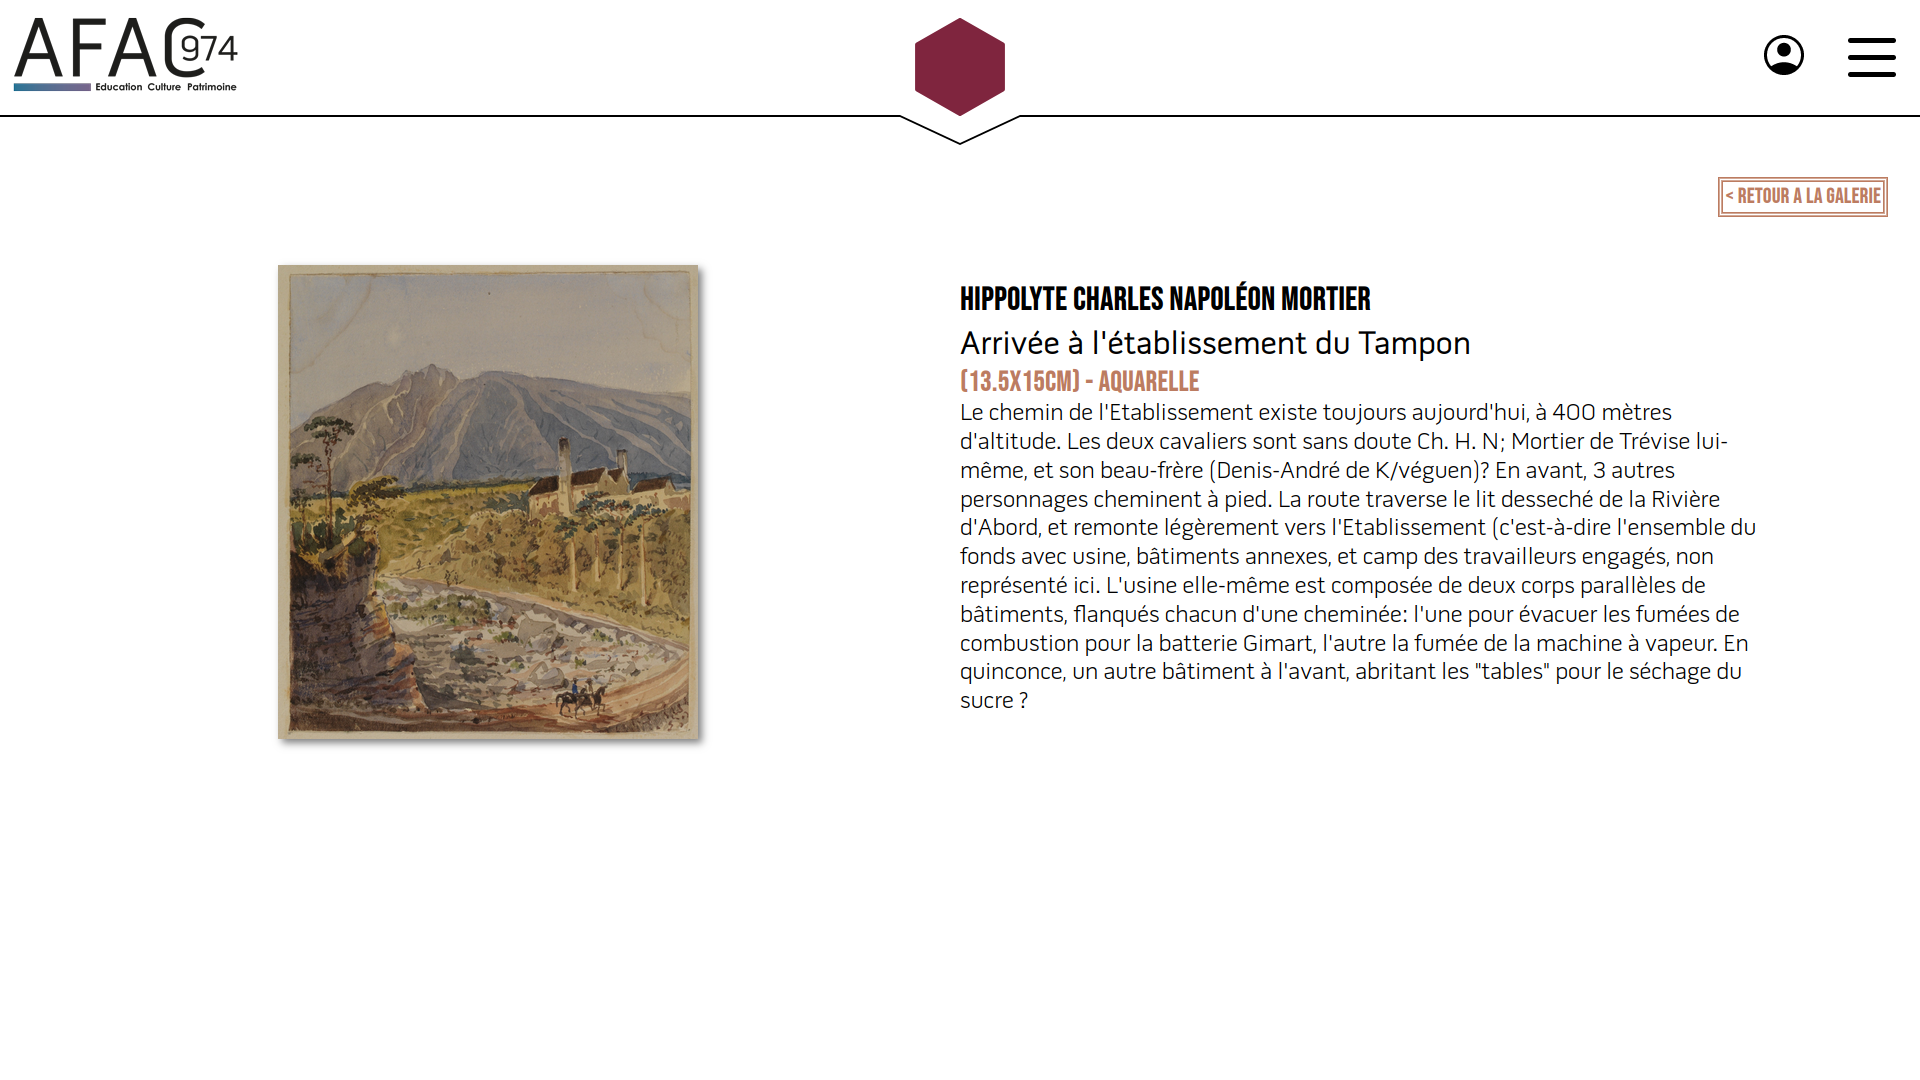 AFAC974
Education Culture Patrimoine
< RETOUR A LA GALERIE
HIPPOLYTE CHARLES NAPOLÉON MORTIER
Arrivée à l'établissement du Tampon
(13.5X15CM) - AQUARELLE
Le chemin de l'Etablissement existe toujours aujourd'hui, à 400 mètres
d'altitude. Les deux cavaliers sont sans doute Ch. H. N; Mortier de Trévise lui-
même, et son beau-frère (Denis-André de K/véguen)? En avant, 3 autres
personnages cheminent à pied. La route traverse le lit desseché de la Rivière
d'Abord, et remonte légèrement vers l'Etablissement (c'est-à-dire l'ensemble du
fonds avec usine, bâtiments annexes, et camp des travailleurs engagés, non
représenté ici. L'usine elle-même est composée de deux corps parallèles de
bâtiments, flanqués chacun d'une cheminée: l'une pour évacuer les fumées de
combustion pour la batterie Gimart, l'autre la fumée de la machine à vapeur. En
quinconce, un autre bâtiment à l'avant, abritant les "tables" pour le séchage du
sucre ?